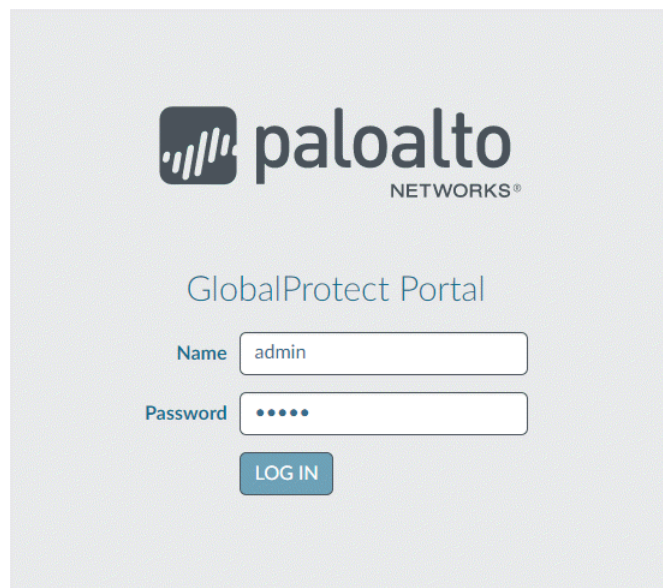 paloalto
NETWORKS®
GlobalProtect Portal
Name admin
Password •••••
LOG IN